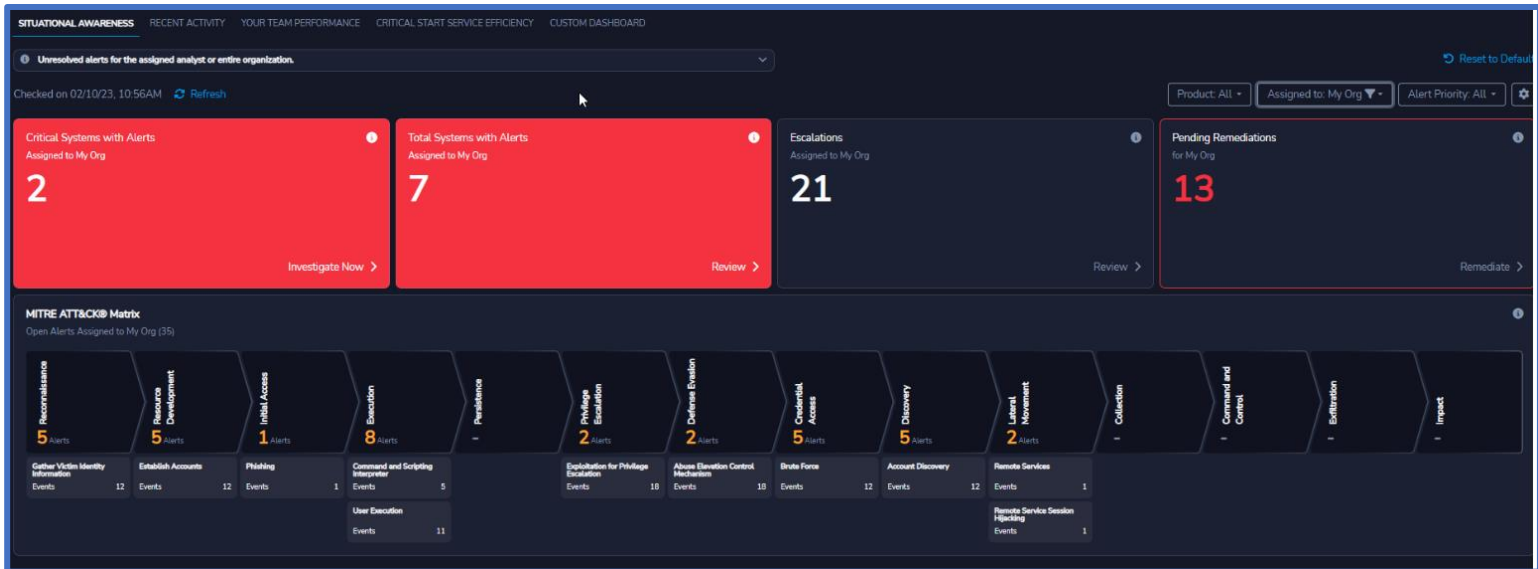 SITUATIONAL AWARENESS RECENT ACTIVITY YOUR TEAM PERFORMANCE CRITICAL START SERVICE EFFICIENCY CUSTOM DASHBOARD
Unresolved alerts for the assigned analyst or entire organization.
Reset to Default
Checked on 02/10/23, 10:56AM Refresh
Product: All Assigned to: My Org Alert Priority: All
Critical Systems with Alerts
Assigned to My Org
2
Investigate Now >
Total Systems with Alerts
Assigned to My Org
7
Review >
Escalations
Assigned to My Org
21
Review >
Pending Remediations
for My Org
13
Remediate >
MITRE ATT&CK® Matrix
Open Alerts Assigned to My Org (35)
Reconnaissance
5 Alerts
Gather Victim Identity
Information
Events 12
Resource
Development
5 Alerts
Establish Accounts
Events 12
Initial Access
1 Alerts
Phishing
Events 1
Execution
8 Alerts
Command and Scripting
Interpreter
Events 5
User Execution
Events 11
Persistence
–
Privilege
Escalation
2 Alerts
Exploitation for Privilege
Escalation
Events 18
Defense Evasion
2 Alerts
Abuse Elevation Control
Mechanism
Events 18
Credential
Access
5 Alerts
Brute Force
Events 12
Discovery
5 Alerts
Account Discovery
Events 12
Lateral
Movement
2 Alerts
Remote Services
Events 1
Remote Service Session
Hijacking
Events 1
Collection
–
Command and
Control
–
Exfiltration
–
Impact
–